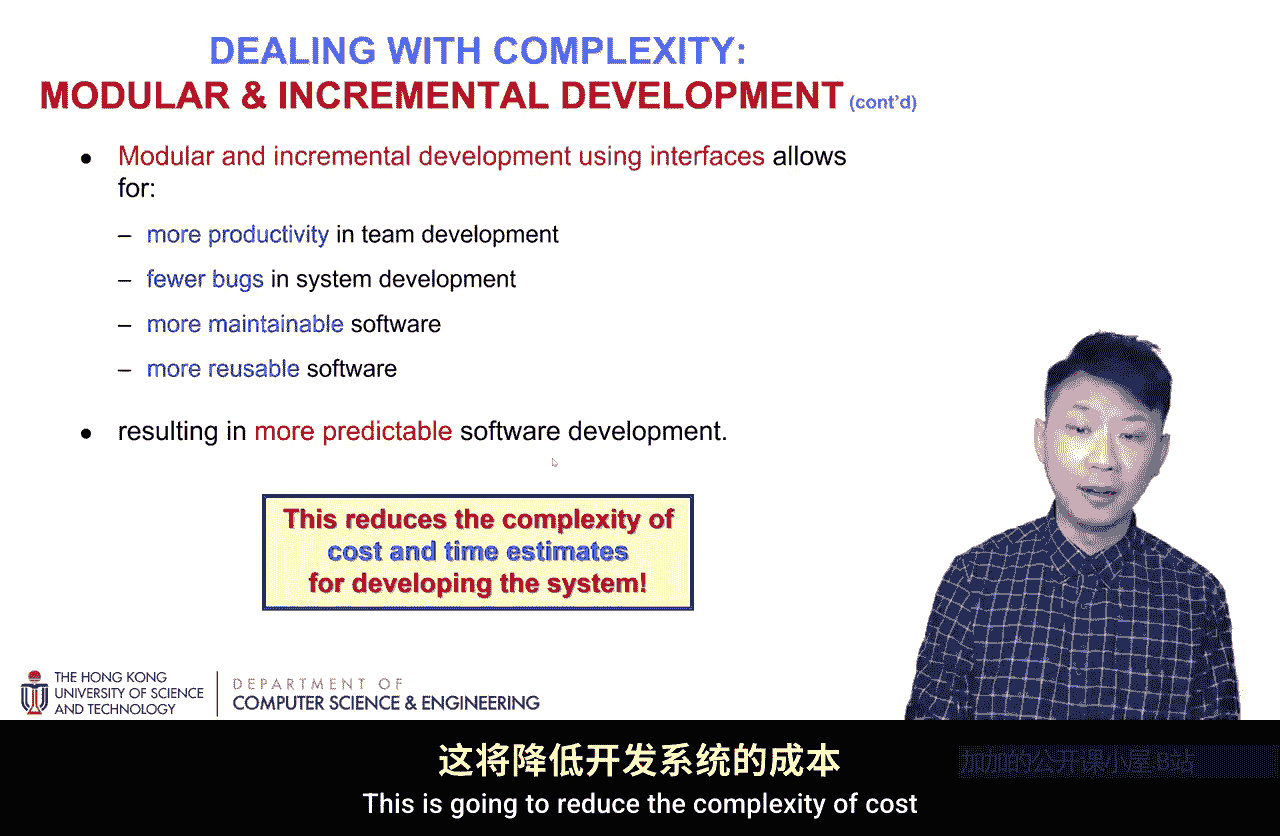 DEALING WITH COMPLEXITY:
MODULAR & INCREMENTAL DEVELOPMENT (cont'd)
● Modular and incremental development using interfaces allows
for:
– more productivity in team development
– fewer bugs in system development
– more maintainable software
– more reusable software
● resulting in more predictable software development.
This reduces the complexity of
cost and time estimates
for developing the system!
THE HONG KONG
UNIVERSITY OF SCIENCE
AND TECHNOLOGY
DEPARTMENT OF
COMPUTER SCIENCE & ENGINEERING
这将降低开发系统的成本
加加的公开课小屋 B站
This is going to reduce the complexity of cost